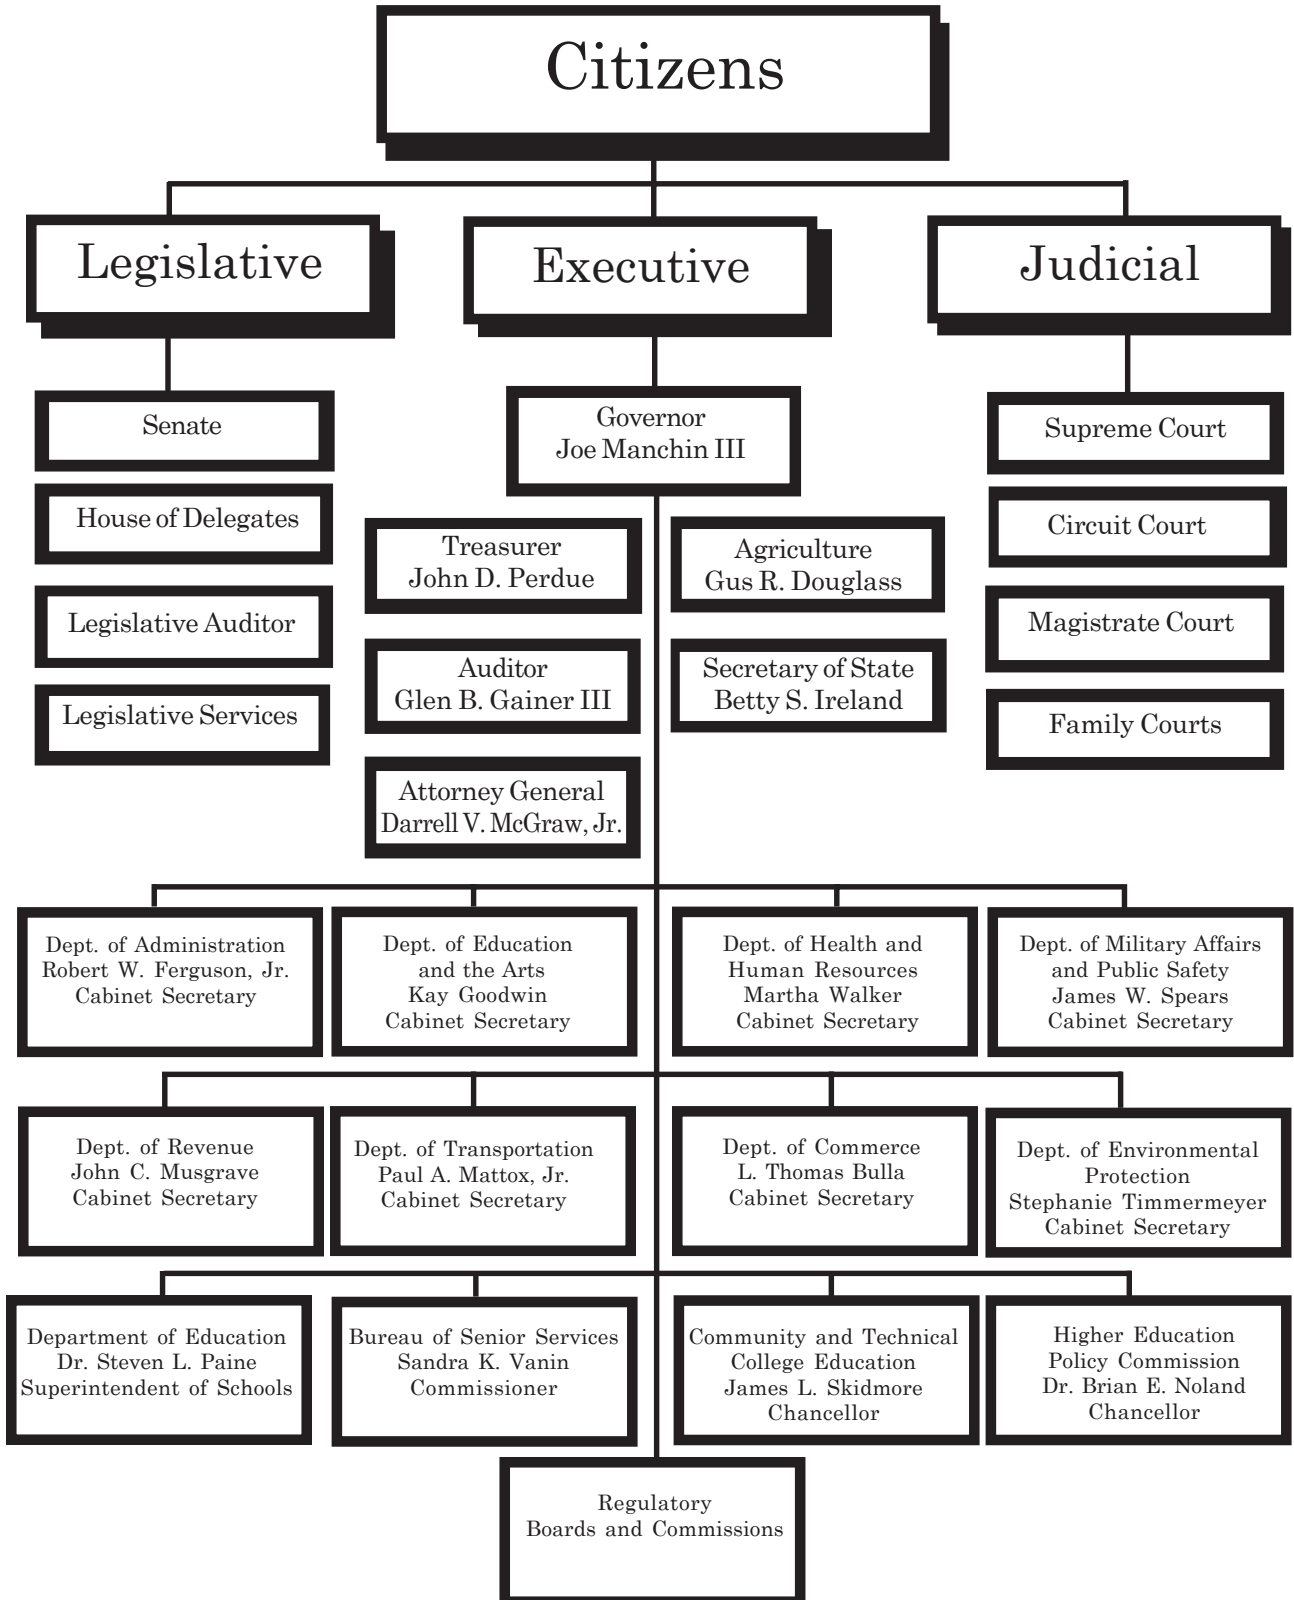 Citizens
Legislative
Executive
Judicial
Senate
House of Delegates
Legislative Auditor
Legislative Services
Governor
Joe Manchin III
Treasurer
John D. Perdue
Agriculture
Gus R. Douglass
Auditor
Glen B. Gainer III
Secretary of State
Betty S. Ireland
Attorney General
Darrell V. McGraw, Jr.
Supreme Court
Circuit Court
Magistrate Court
Family Courts
Dept. of Administration
Robert W. Ferguson, Jr.
Cabinet Secretary
Dept. of Education
and the Arts
Kay Goodwin
Cabinet Secretary
Dept. of Health and
Human Resources
Martha Walker
Cabinet Secretary
Dept. of Military Affairs
and Public Safety
James W. Spears
Cabinet Secretary
Dept. of Revenue
John C. Musgrave
Cabinet Secretary
Dept. of Transportation
Paul A. Mattox, Jr.
Cabinet Secretary
Dept. of Commerce
L. Thomas Bulla
Cabinet Secretary
Dept. of Environmental
Protection
Stephanie Timmermeyer
Cabinet Secretary
Department of Education
Dr. Steven L. Paine
Superintendent of Schools
Bureau of Senior Services
Sandra K. Vanin
Commissioner
Community and Technical
College Education
James L. Skidmore
Chancellor
Higher Education
Policy Commission
Dr. Brian E. Noland
Chancellor
Regulatory
Boards and Commissions